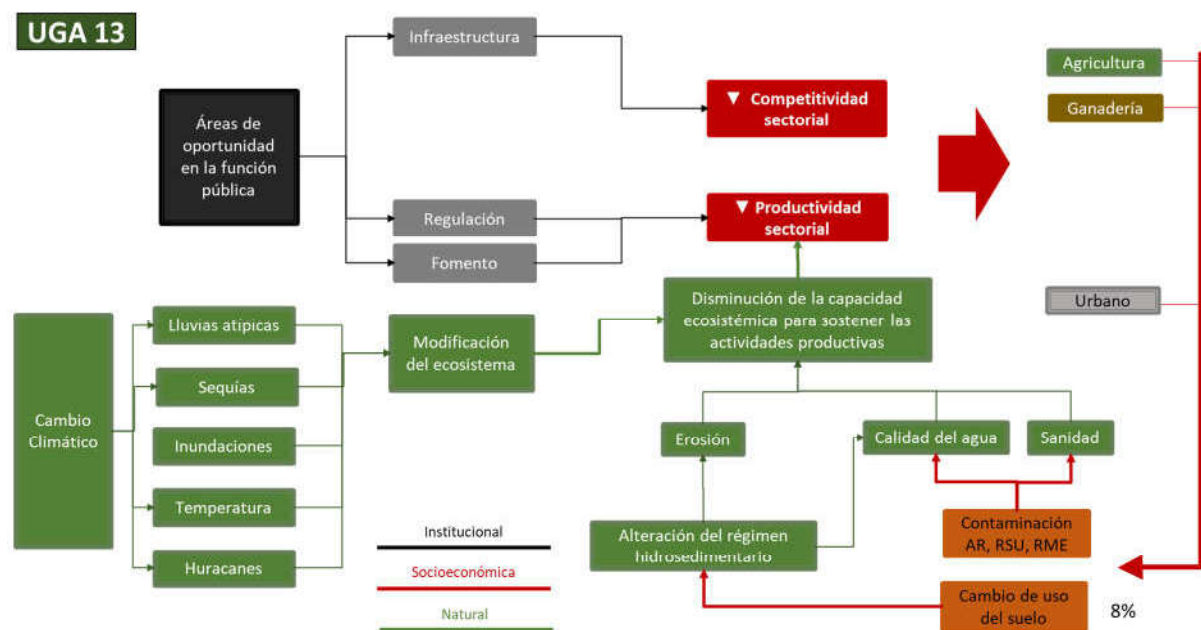 UGA 13
Infraestructura
Áreas de
oportunidad
en la función
pública
▼ Competitividad
sectorial
Agricultura
Ganadería
Regulación
Fomento
▼ Productividad
sectorial
Urbano
Cambio
Climático
Lluvias atípicas
Sequías
Inundaciones
Temperatura
Huracanes
Modificación
del ecosistema
Disminución de la capacidad
ecosistémica para sostener las
actividades productivas
Erosión
Calidad del agua
Sanidad
Alteración del régimen
hidrosedimentario
Contaminación
AR, RSU, RME
Cambio de uso
del suelo
8%
Institucional
Socioeconómica
Natural